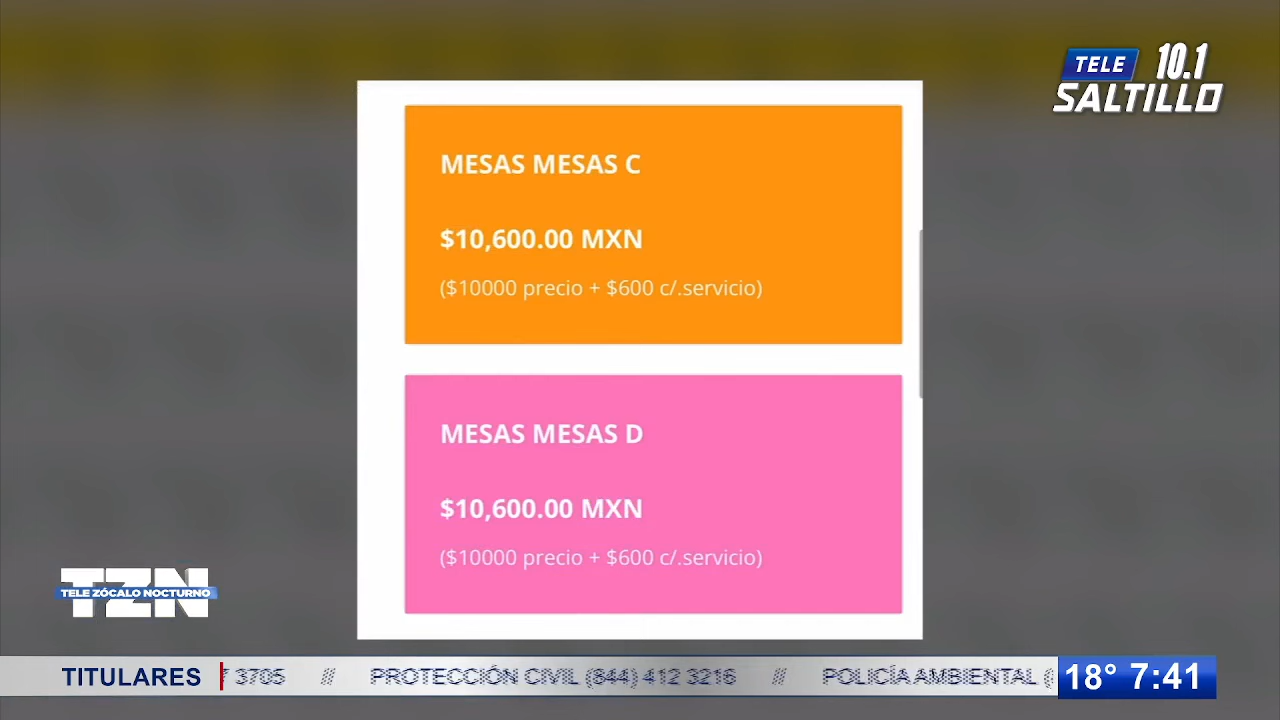 TELE 10.1
SALTILLO
MESAS MESAS C
$10,600.00 MXN
($10000 precio + $600 c/.servicio)
MESAS MESAS D
$10,600.00 MXN
($10000 precio + $600 c/.servicio)
TZN
TELE ZÓCALO NOCTURNO
TITULARES 3705 // PROTECCIÓN CIVIL (844) 412 3216 // POLICÍA AMBIENTAL ( 18° 7:41